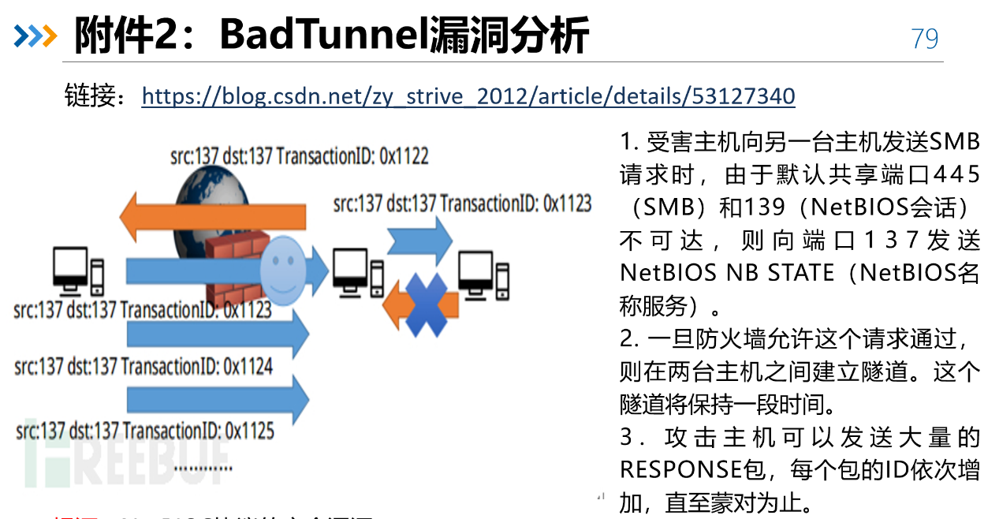 附件2：BadTunnel漏洞分析
79
链接：https://blog.csdn.net/zy_strive_2012/article/details/53127340
src:137 dst:137 TransactionID: 0x1122
src:137 dst:137 TransactionID: 0x1123
src:137 dst:137 TransactionID: 0x1123
src:137 dst:137 TransactionID: 0x1124
src:137 dst:137 TransactionID: 0x1125
............
REEBUF
1. 受害主机向另一台主机发送SMB
请求时，由于默认共享端口445
（SMB）和139（NetBIOS会话）
不可达，则向端口137发送
NetBIOS NB STATE（NetBIOS名
称服务）。
2. 一旦防火墙允许这个请求通过，
则在两台主机之间建立隧道。这个
隧道将保持一段时间。
3. 攻击主机可以发送大量的
RESPONSE包，每个包的ID依次增
加，直至蒙对为止。